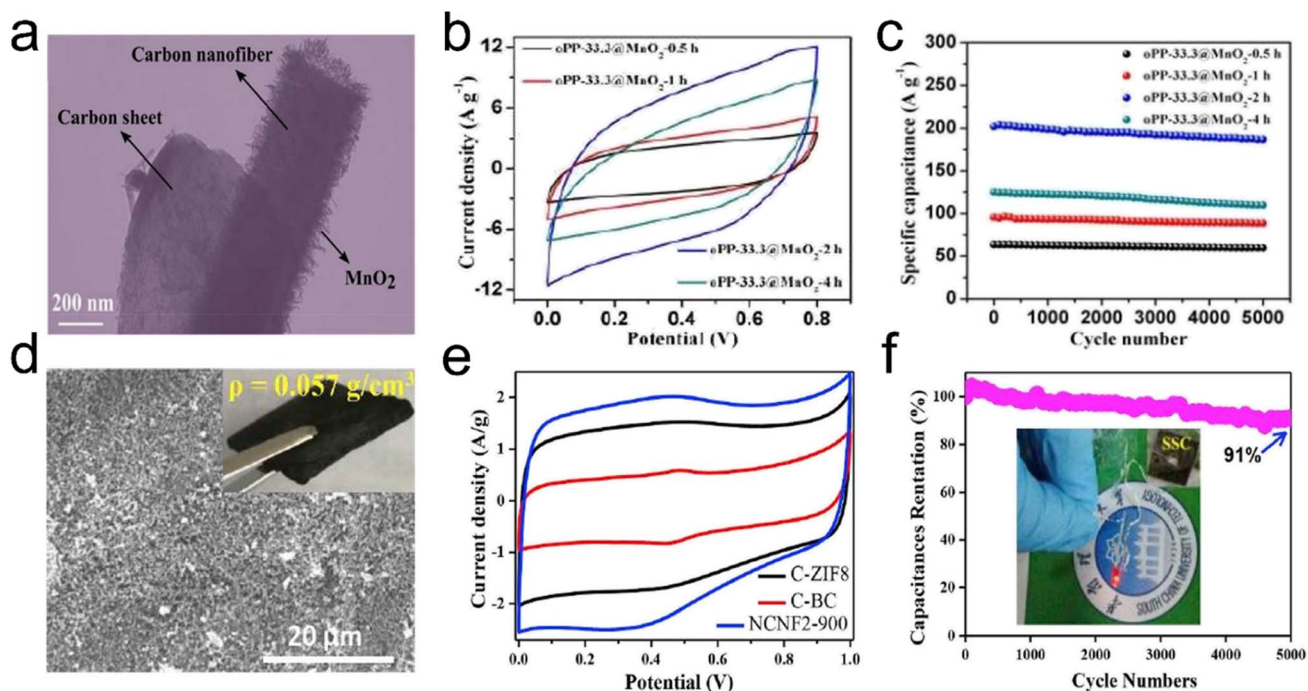 a
Carbon nanofiber
Carbon sheet
MnO2
200 nm
b
Current density (A g-1)
12
6
0
-6
-12
oPP-33.3@MnO2-0.5 h
oPP-33.3@MnO2-1 h
oPP-33.3@MnO2-2 h
oPP-33.3@MnO2-4 h
0.0 0.2 0.4 0.6 0.8
Potential (V)
c
Specific capacitance (A g-1)
300
250
200
150
100
50
0
oPP-33.3@MnO2-0.5 h
oPP-33.3@MnO2-1 h
oPP-33.3@MnO2-2 h
oPP-33.3@MnO2-4 h
0 1000 2000 3000 4000 5000
Cycle number
d
ρ = 0.057 g/cm3
20 μm
e
Current density (A/g)
2
1
0
-1
-2
C-ZIF8
C-BC
NCNF2-900
0.0 0.2 0.4 0.6 0.8 1.0
Potential (V)
f
Capacitances Rentation (%)
120
100
80
60
40
20
0
91%
SSC
SOUTH CHINA UNIVERSITY OF TECHNOLOGY
0 1000 2000 3000 4000 5000
Cycle Numbers